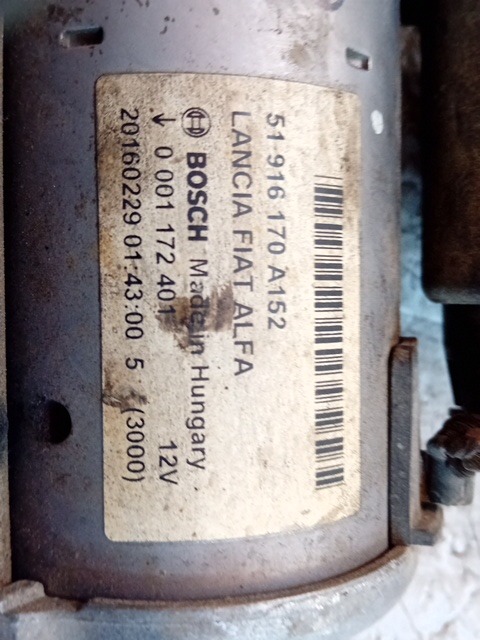 51 916 170 A152
LANCIA FIAT ALFA
BOSCH Made in Hungary
0 001 172 401 12V
20160229 01:43:00 5 (3000)